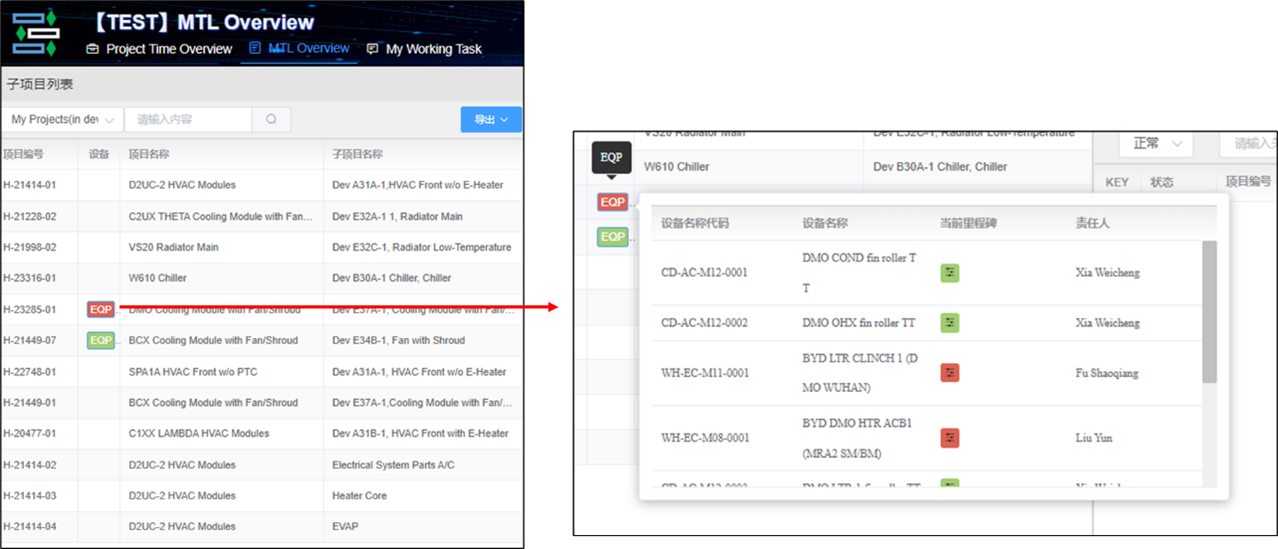 【TEST】MTL Overview
Project Time Overview MTL Overview My Working Task
子项目列表
My Projects(in dev 请输入内容 导出
项目编号 设备 项目名称 子项目名称
H-21414-01 D2UC-2 HVAC Modules Dev A31A-1,HVAC Front w/o E-Heater
H-21228-02 C2UX THETA Cooling Module with Fan... Dev E32A-1 1, Radiator Main
H-21998-02 VS20 Radiator Main Dev E32C-1, Radiator Low-Temperature
H-23316-01 W610 Chiller Dev B30A-1 Chiller, Chiller
H-23285-01 EQP.. DMO Cooling Module with Fan/Shroud Dev E37A-1, Cooling Module with Fan/...
H-21449-07 EQP.. BCX Cooling Module with Fan/Shroud Dev E34B-1, Fan with Shroud
H-22748-01 SPA1A HVAC Front w/o PTC Dev A31A-1, HVAC Front w/o E-Heater
H-21449-01 BCX Cooling Module with Fan/Shroud Dev E37A-1,Cooling Module with Fan/...
H-20477-01 C1XX LAMBDA HVAC Modules Dev A31B-1, HVAC Front with E-Heater
H-21414-02 D2UC-2 HVAC Modules Electrical System Parts A/C
H-21414-03 D2UC-2 HVAC Modules Heater Core
H-21414-04 D2UC-2 HVAC Modules EVAP
VS20 Radiator Main Dev E32C-1, Radiator Low-Temperature
正常 请输入关
EQP
W610 Chiller Dev B30A-1 Chiller, Chiller
KEY 状态 项目编号
EQP..
EQP..
设备名称代码 设备名称 当前里程碑 责任人
CD-AC-M12-0001 DMO COND fin roller T
T Xia Weicheng
CD-AC-M12-0002 DMO OHX fin roller TT Xia Weicheng
WH-EC-M11-0001 BYD LTR CLINCH 1 (D
MO WUHAN) Fu Shaoqiang
WH-EC-M08-0001 BYD DMO HTR ACB1
(MRA2 SM/BM) Liu Yun